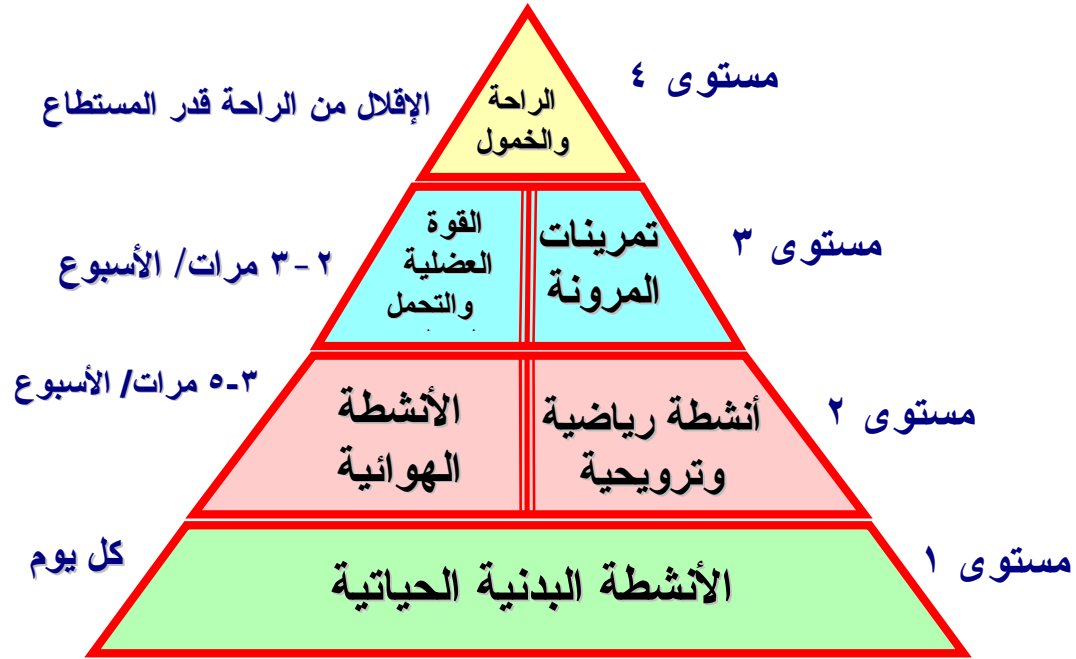 مستوى ٤
الراحة
والخمول
الإقلال من الراحة قدر المستطاع
مستوى ٣
تمرينات
المرونة
القوة
العضلية
والتحمل
٢-٣ مرات/ الأسبوع
مستوى ٢
أنشطة رياضية
وترويحية
الأنشطة
الهوائية
٣-٥ مرات/ الأسبوع
مستوى ١
الأنشطة البدنية الحياتية
كل يوم